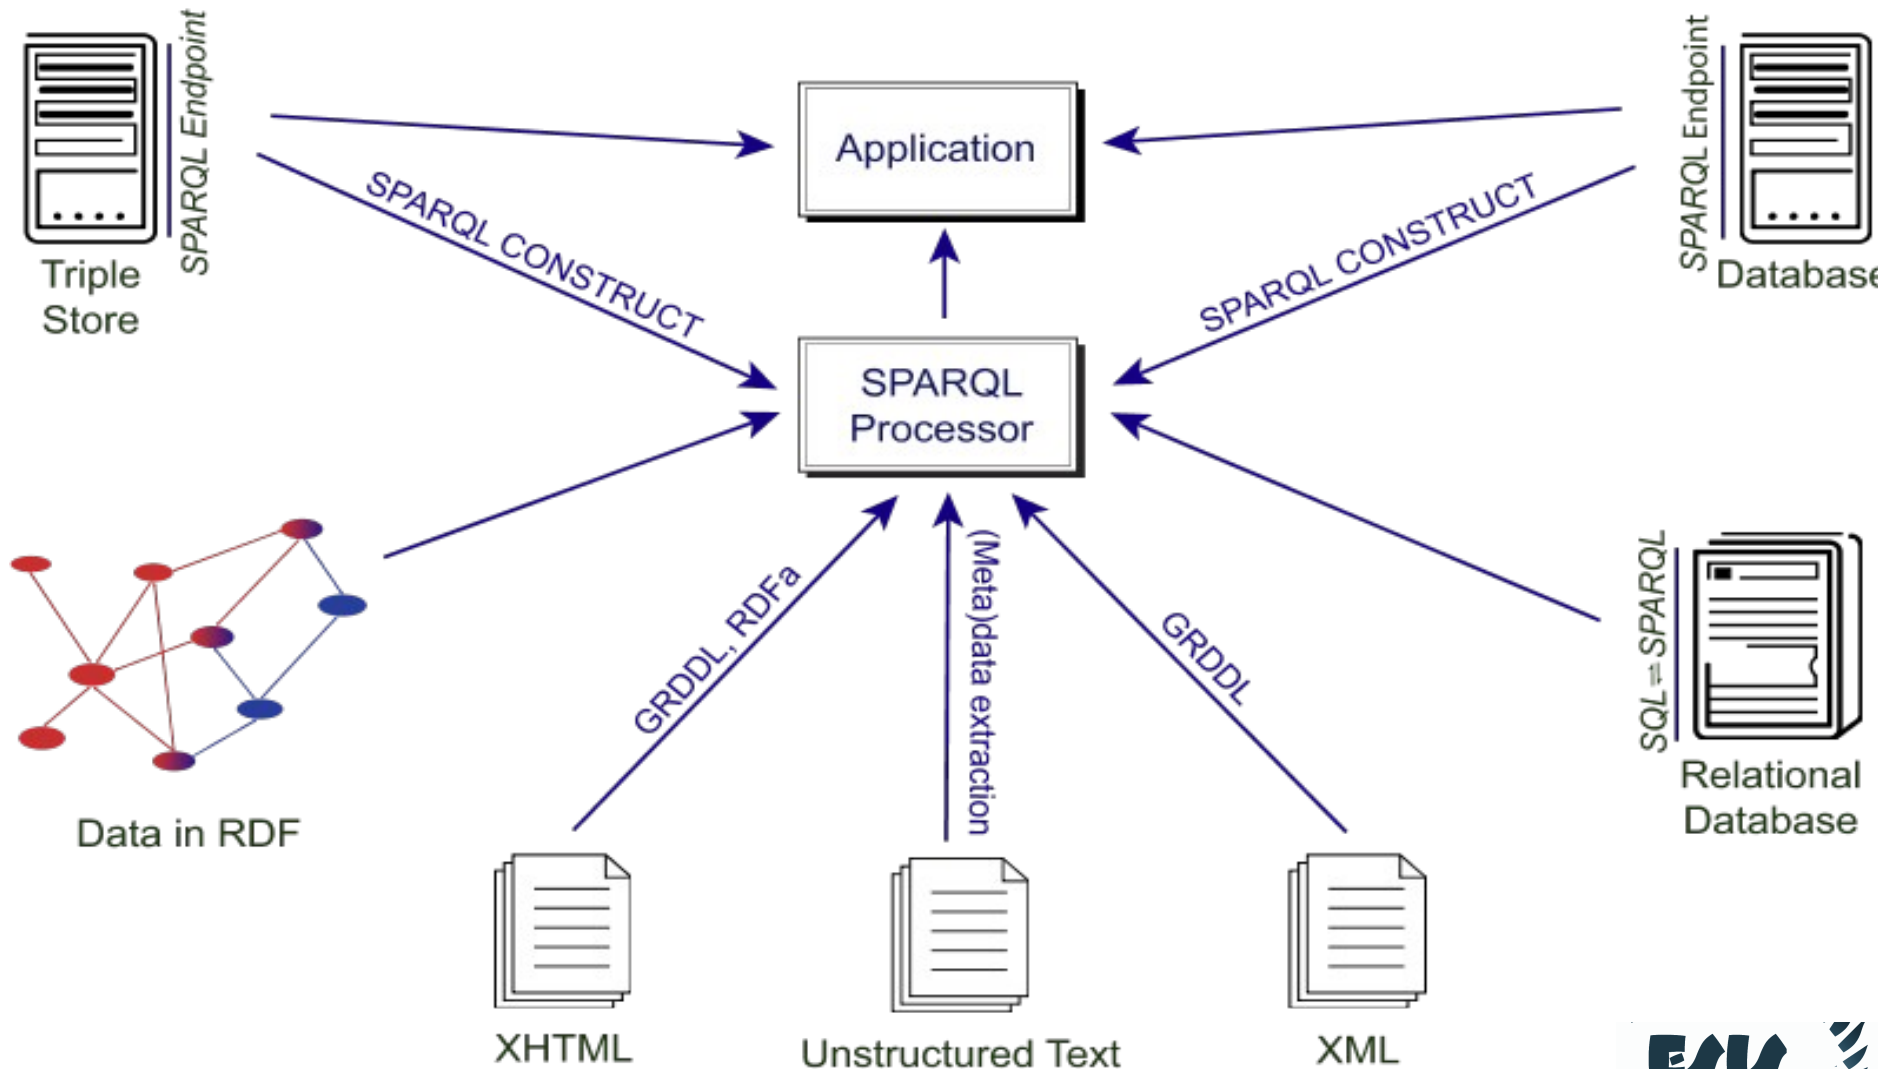 SPARQL Endpoint
Triple
Store
Application
SPARQL Endpoint
Database
SPARQL CONSTRUCT
SPARQL CONSTRUCT
SPARQL
Processor
Data in RDF
GRDDL, RDFa
(Meta)data extraction
GRDDL
SQL⇌SPARQL
Relational
Database
XHTML
Unstructured Text
XML